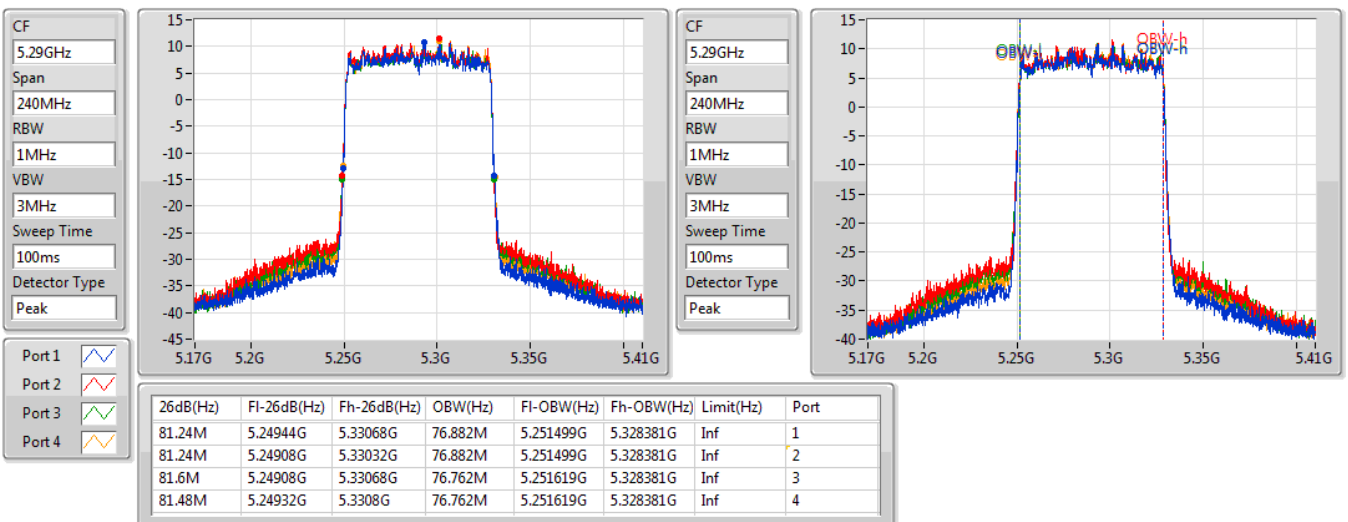 CF
5.29GHz
Span
240MHz
RBW
1MHz
VBW
3MHz
Sweep Time
100ms
Detector Type
Peak
15
10
5
0
-5
-10
-15
-20
-25
-30
-35
-40
-45
5.17G 5.2G 5.25G 5.3G 5.35G 5.41G
CF
5.29GHz
Span
240MHz
RBW
1MHz
VBW
3MHz
Sweep Time
100ms
Detector Type
Peak
15
10
5
0
-5
-10
-15
-20
-25
-30
-35
-40
OBW-h
OBW-h
5.17G 5.2G 5.25G 5.3G 5.35G 5.41G
Port 1
Port 2
Port 3
Port 4
26dB(Hz) Fl-26dB(Hz) Fh-26dB(Hz) OBW(Hz) Fl-OBW(Hz) Fh-OBW(Hz) Limit(Hz) Port
81.24M 5.24944G 5.33068G 76.882M 5.251499G 5.328381G Inf 1
81.24M 5.24908G 5.33032G 76.882M 5.251499G 5.328381G Inf 2
81.6M 5.24908G 5.33068G 76.762M 5.251619G 5.328381G Inf 3
81.48M 5.24932G 5.3308G 76.762M 5.251619G 5.328381G Inf 4